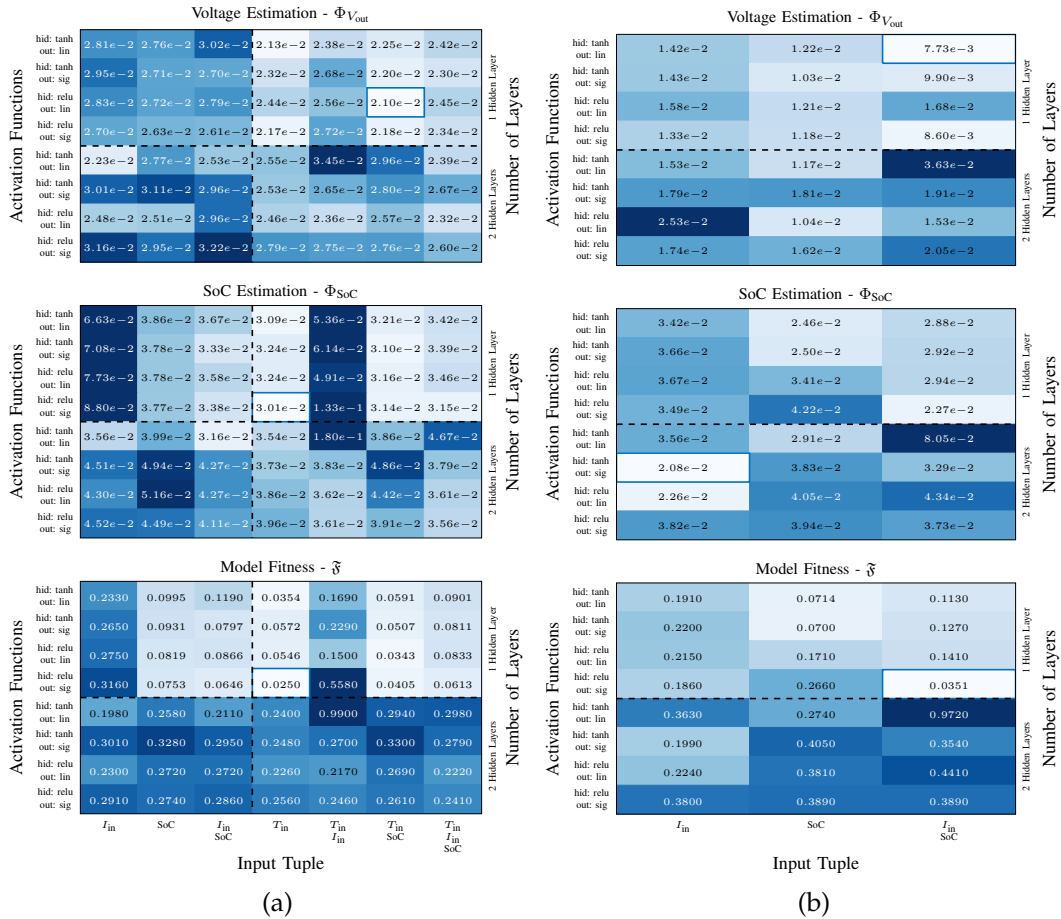 Voltage Estimation - Φ_Vout
Activation Functions
hid: tanh out: lin 2.81e−2 2.76e−2 3.02e−2 2.13e−2 2.38e−2 2.25e−2 2.42e−2
hid: tanh out: sig 2.95e−2 2.71e−2 2.70e−2 2.32e−2 2.68e−2 2.20e−2 2.30e−2
hid: relu out: lin 2.83e−2 2.72e−2 2.79e−2 2.44e−2 2.56e−2 2.10e−2 2.45e−2
hid: relu out: sig 2.70e−2 2.63e−2 2.61e−2 2.17e−2 2.72e−2 2.18e−2 2.34e−2
hid: tanh out: lin 2.23e−2 2.77e−2 2.53e−2 2.55e−2 3.45e−2 2.96e−2 2.39e−2
hid: tanh out: sig 3.01e−2 3.11e−2 2.96e−2 2.53e−2 2.65e−2 2.80e−2 2.67e−2
hid: relu out: lin 2.48e−2 2.51e−2 2.96e−2 2.46e−2 2.36e−2 2.57e−2 2.32e−2
hid: relu out: sig 3.16e−2 2.95e−2 3.22e−2 2.79e−2 2.75e−2 2.76e−2 2.60e−2
1 Hidden Layer
2 Hidden Layers
Number of Layers
SoC Estimation - Φ_SoC
Activation Functions
hid: tanh out: lin 6.63e−2 3.86e−2 3.67e−2 3.09e−2 5.36e−2 3.21e−2 3.42e−2
hid: tanh out: sig 7.08e−2 3.78e−2 3.33e−2 3.24e−2 6.14e−2 3.10e−2 3.39e−2
hid: relu out: lin 7.73e−2 3.78e−2 3.58e−2 3.24e−2 4.91e−2 3.16e−2 3.46e−2
hid: relu out: sig 8.80e−2 3.77e−2 3.38e−2 3.01e−2 1.33e−1 3.14e−2 3.15e−2
hid: tanh out: lin 3.56e−2 3.99e−2 3.16e−2 3.54e−2 1.80e−1 3.86e−2 4.67e−2
hid: tanh out: sig 4.51e−2 4.94e−2 4.27e−2 3.73e−2 3.83e−2 4.86e−2 3.79e−2
hid: relu out: lin 4.30e−2 5.16e−2 4.27e−2 3.86e−2 3.62e−2 4.42e−2 3.61e−2
hid: relu out: sig 4.52e−2 4.49e−2 4.11e−2 3.96e−2 3.61e−2 3.91e−2 3.56e−2
1 Hidden Layer
2 Hidden Layers
Number of Layers
Model Fitness - 𝔉
Activation Functions
hid: tanh out: lin 0.2330 0.0995 0.1190 0.0354 0.1690 0.0591 0.0901
hid: tanh out: sig 0.2650 0.0931 0.0797 0.0572 0.2290 0.0507 0.0811
hid: relu out: lin 0.2750 0.0819 0.0866 0.0546 0.1500 0.0343 0.0833
hid: relu out: sig 0.3160 0.0753 0.0646 0.0250 0.5580 0.0405 0.0613
hid: tanh out: lin 0.1980 0.2580 0.2110 0.2400 0.9900 0.2940 0.2980
hid: tanh out: sig 0.3010 0.3280 0.2950 0.2480 0.2700 0.3300 0.2790
hid: relu out: lin 0.2300 0.2720 0.2720 0.2260 0.2170 0.2690 0.2220
hid: relu out: sig 0.2910 0.2740 0.2860 0.2560 0.2460 0.2610 0.2410
1 Hidden Layer
2 Hidden Layers
Number of Layers
I_in SoC I_in SoC T_in T_in I_in T_in SoC T_in I_in SoC
Input Tuple
(a)
Voltage Estimation - Φ_Vout
Activation Functions
hid: tanh out: lin 1.42e−2 1.22e−2 7.73e−3
hid: tanh out: sig 1.43e−2 1.03e−2 9.90e−3
hid: relu out: lin 1.58e−2 1.21e−2 1.68e−2
hid: relu out: sig 1.33e−2 1.18e−2 8.60e−3
hid: tanh out: lin 1.53e−2 1.17e−2 3.63e−2
hid: tanh out: sig 1.79e−2 1.81e−2 1.91e−2
hid: relu out: lin 2.53e−2 1.04e−2 1.53e−2
hid: relu out: sig 1.74e−2 1.62e−2 2.05e−2
1 Hidden Layer
2 Hidden Layers
Number of Layers
SoC Estimation - Φ_SoC
Activation Functions
hid: tanh out: lin 3.42e−2 2.46e−2 2.88e−2
hid: tanh out: sig 3.66e−2 2.50e−2 2.92e−2
hid: relu out: lin 3.67e−2 3.41e−2 2.94e−2
hid: relu out: sig 3.49e−2 4.22e−2 2.27e−2
hid: tanh out: lin 3.56e−2 2.91e−2 8.05e−2
hid: tanh out: sig 2.08e−2 3.83e−2 3.29e−2
hid: relu out: lin 2.26e−2 4.05e−2 4.34e−2
hid: relu out: sig 3.82e−2 3.94e−2 3.73e−2
1 Hidden Layer
2 Hidden Layers
Number of Layers
Model Fitness - 𝔉
Activation Functions
hid: tanh out: lin 0.1910 0.0714 0.1130
hid: tanh out: sig 0.2200 0.0700 0.1270
hid: relu out: lin 0.2150 0.1710 0.1410
hid: relu out: sig 0.1860 0.2660 0.0351
hid: tanh out: lin 0.3630 0.2740 0.9720
hid: tanh out: sig 0.1990 0.4050 0.3540
hid: relu out: lin 0.2240 0.3810 0.4410
hid: relu out: sig 0.3800 0.3890 0.3890
1 Hidden Layer
2 Hidden Layers
Number of Layers
I_in SoC I_in SoC
Input Tuple
(b)